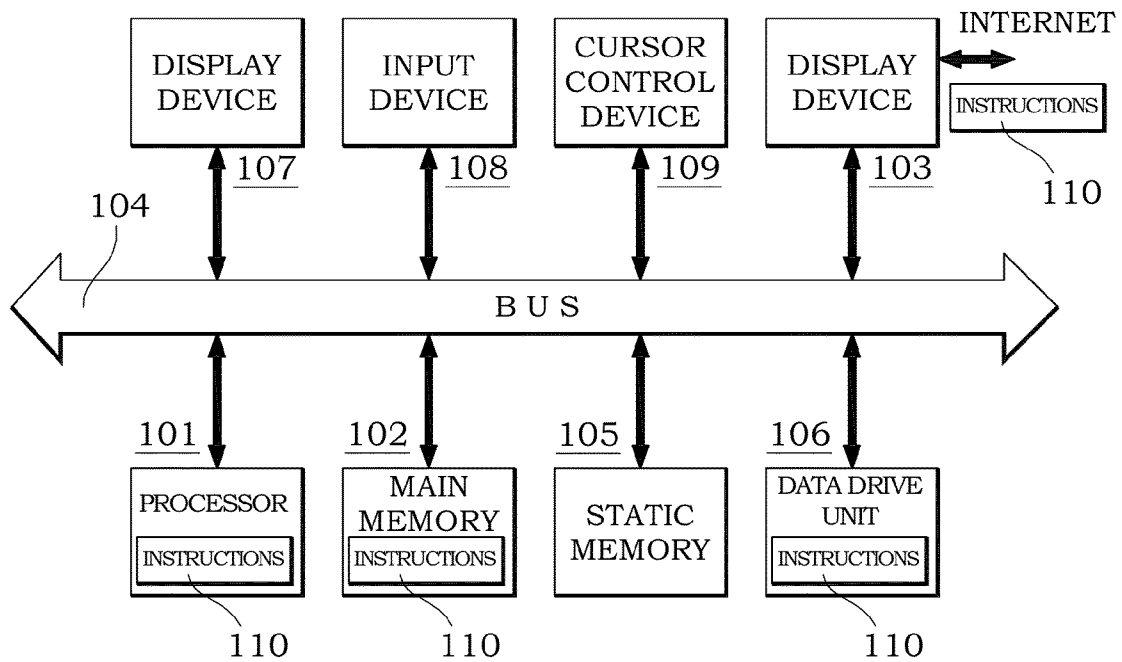 DISPLAY
DEVICE
107
INPUT
DEVICE
108
CURSOR
CONTROL
DEVICE
109
DISPLAY
DEVICE
103
INTERNET
INSTRUCTIONS
110
104
B U S
101
PROCESSOR
INSTRUCTIONS
110
102
MAIN
MEMORY
INSTRUCTIONS
110
105
STATIC
MEMORY
106
DATA DRIVE
UNIT
INSTRUCTIONS
110